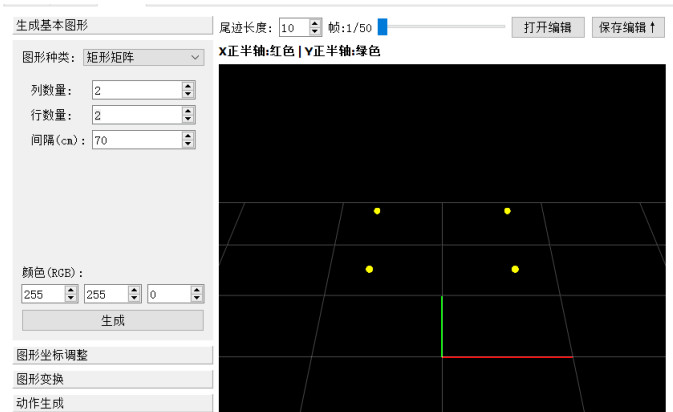 生成基本图形
尾迹长度: 10 帧:1/50 打开编辑 保存编辑↑
X正半轴:红色|Y正半轴:绿色
图形种类: 矩形矩阵
列数量: 2
行数量: 2
间隔(cm): 70
颜色(RGB):
255 255 0
生成
图形坐标调整
图形变换
动作生成